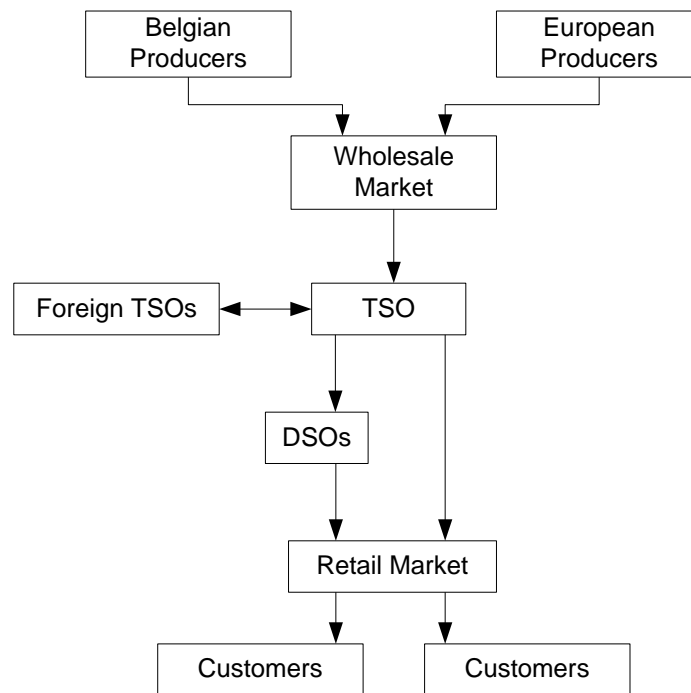 Belgian
Producers
European
Producers
Wholesale
Market
Foreign TSOs
TSO
DSOs
Retail Market
Customers
Customers